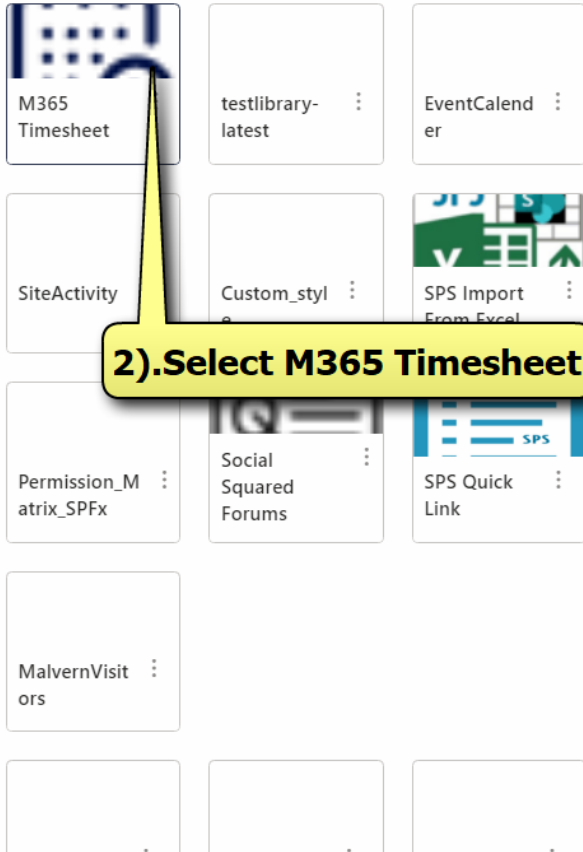 M365
Timesheet
testlibrary-
latest
EventCalend
er
SiteActivity
Custom_styl
e
SPS
S
X
SPS Import
From Excel
2).Select M365 Timesheet
Permission_M
atrix_SPFx
Social
Squared
Forums
SPS
SPS Quick
Link
MalvernVisit
ors